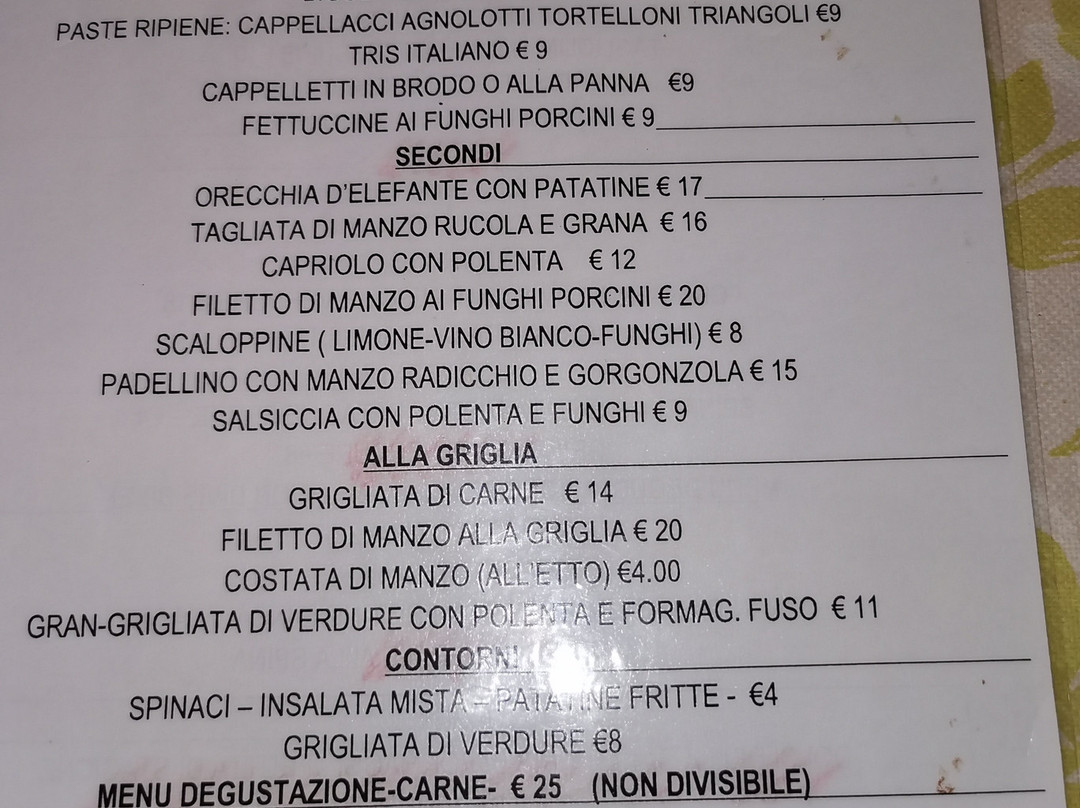 PASTE RIPIENE: CAPPELLACCI AGNOLOTTI TORTELLONI TRIANGOLI €9
TRIS ITALIANO € 9
CAPPELLETTI IN BRODO O ALLA PANNA €9
FETTUCCINE AI FUNGHI PORCINI € 9
SECONDI
ORECCHIA D'ELEFANTE CON PATATINE € 17
TAGLIATA DI MANZO RUCOLA E GRANA € 16
CAPRIOLO CON POLENTA € 12
FILETTO DI MANZO AI FUNGHI PORCINI € 20
SCALOPPINE ( LIMONE-VINO BIANCO-FUNGHI) € 8
PADELLINO CON MANZO RADICCHIO E GORGONZOLA € 15
SALSICCIA CON POLENTA E FUNGHI € 9
ALLA GRIGLIA
GRIGLIATA DI CARNE € 14
FILETTO DI MANZO ALLA GRIGLIA € 20
COSTATA DI MANZO (ALL'ETTO) €4.00
GRAN-GRIGLIATA DI VERDURE CON POLENTA E FORMAG. FUSO € 11
CONTORNI
SPINACI – INSALATA MISTA – PATATINE FRITTE - €4
GRIGLIATA DI VERDURE €8
MENU DEGUSTAZIONE-CARNE- € 25 (NON DIVISIBILE)